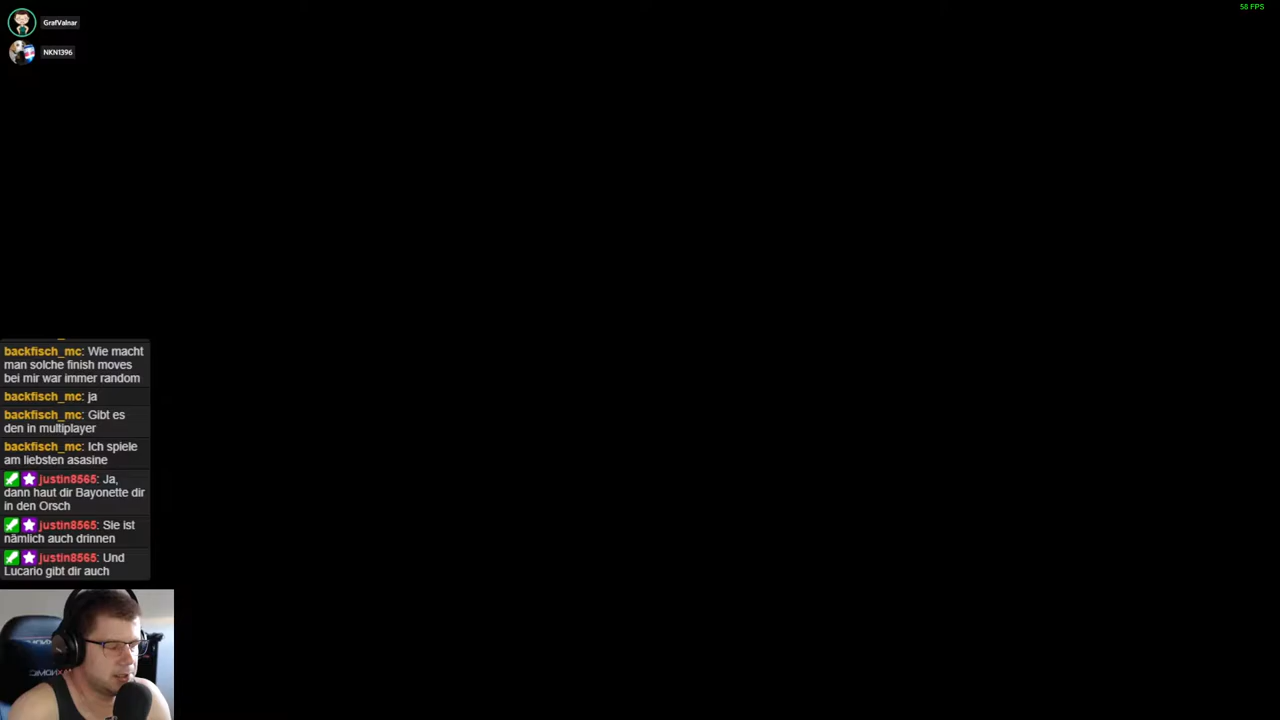 GrafValnar
58 FPS
NKN1396
backfisch_mc: Wie macht
man solche finish moves
bei mir war immer random
backfisch_mc: ja
backfisch_mc: Gibt es
den in multiplayer
backfisch_mc: Ich spiele
am liebsten asasine
justin8565: Ja,
dann haut dir Bayonette dir
in den Orsch
justin8565: Sie ist
nämlich auch drinnen
justin8565: Und
Lucario gibt dir auch